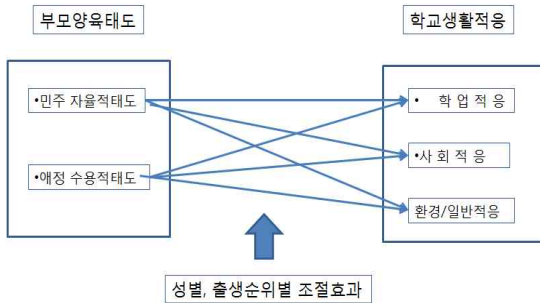 부모양육태도
학교생활적응
•민주 자율적태도
•애정 수용적태도
• 학 업 적 응
•사 회 적 응
환경/일반적응
성별, 출생순위별 조절효과